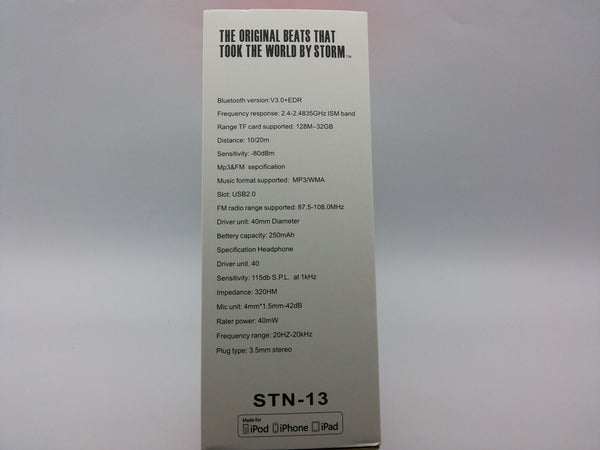 THE ORIGINAL BEATS THAT
TOOK THE WORLD BY STORM™
Bluetooth version:V3.0+EDR
Frequency response: 2.4-2.4835GHz ISM band
Range TF card supported: 128M–32GB
Distance: 10/20m
Sensitivity: -80dBm
Mp3&FM sepcification
Music format supported: MP3/WMA
Slot: USB2.0
FM radio range supported: 87.5-108.0MHz
Driver unit: 40mm Diameter
Bettery capacity: 250mAh
Specification Headphone
Driver unit. 40
Sensitivity: 115db S.P.L. at 1kHz
Impedance: 320HM
Mic unit: 4mm*1.5mm-42dB
Rater power: 40mW
Frequency range: 20HZ-20kHz
Plug type: 3.5mm stereo
STN-13
Made for
iPod iPhone iPad